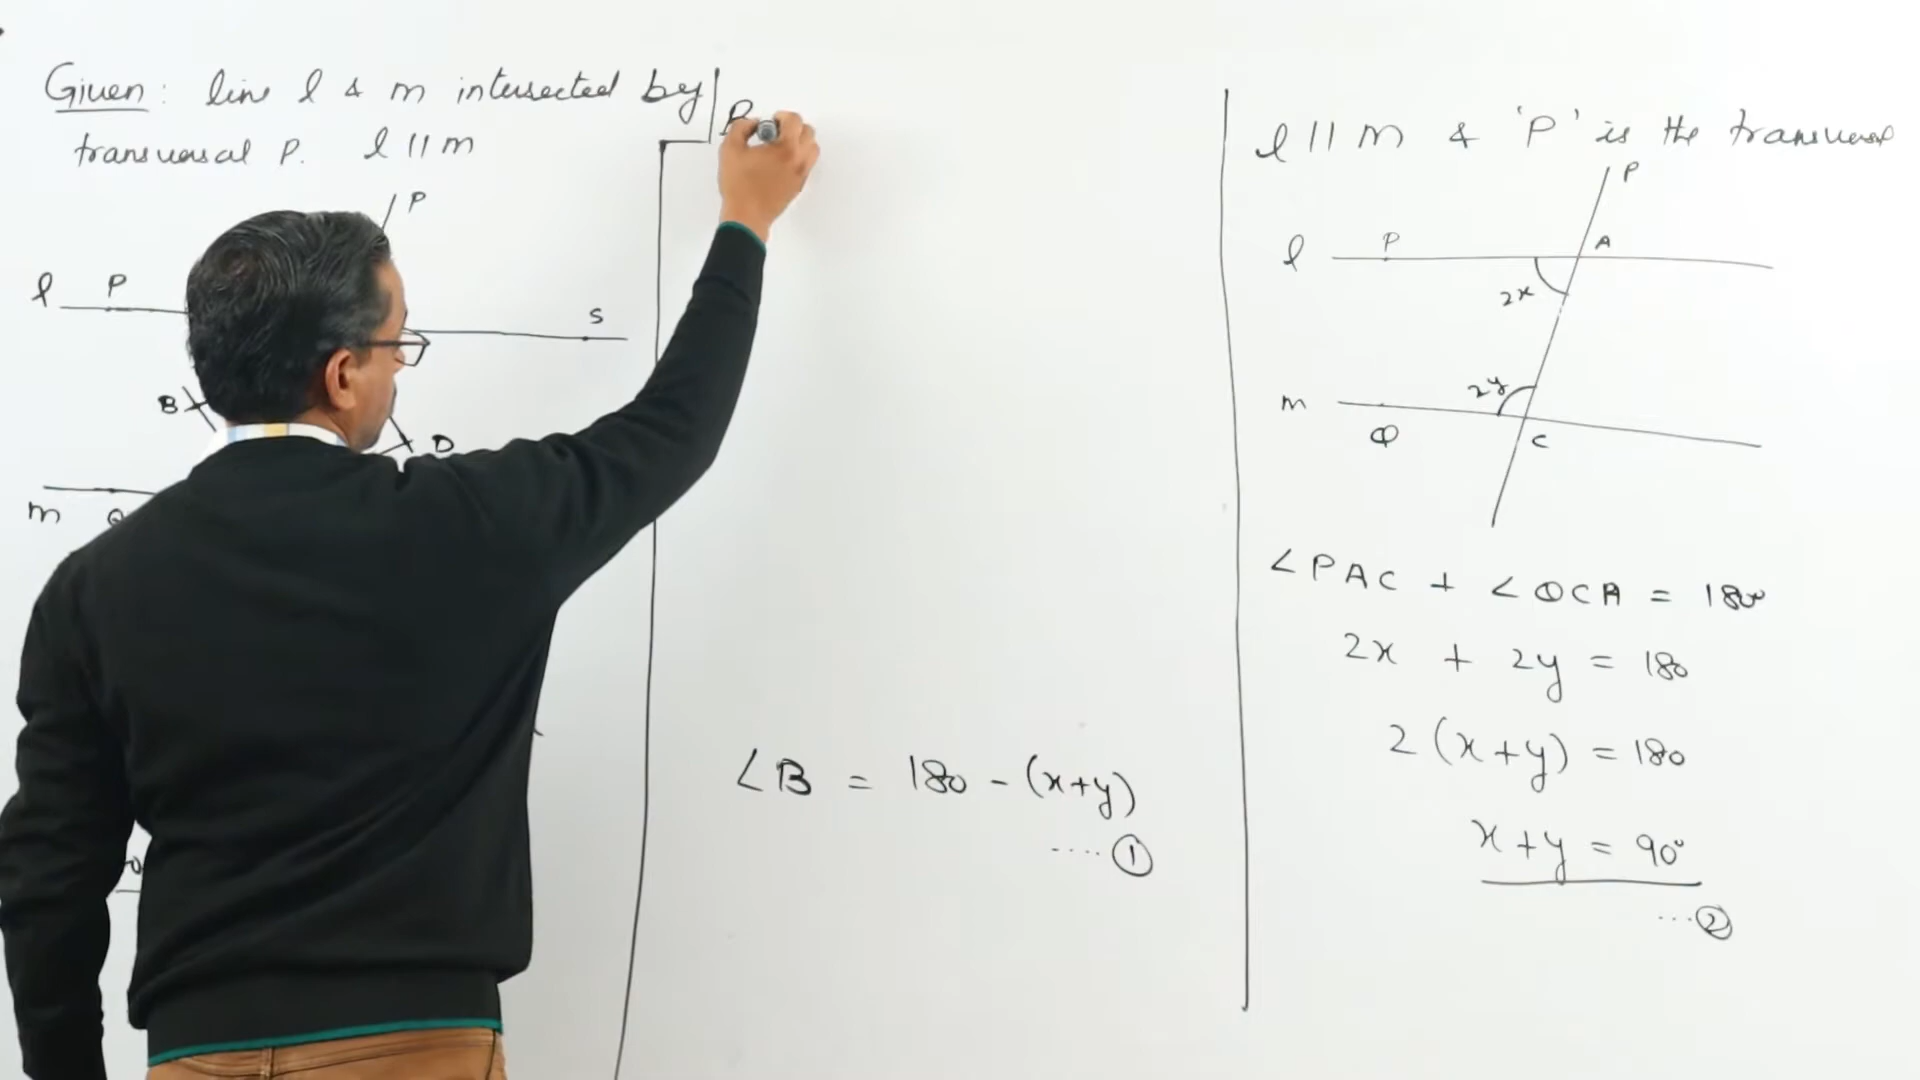 Given: line l & m intersected by
transversal P. l || m
P
l
P
S
B
D
m
Q
∠B = 180 - (x+y)
.... ①
l || m & 'P' is the transversal
P
l
P
A
2x
2y
m
Q
C
∠PAC + ∠QCA = 180°
2x + 2y = 180
2(x+y) = 180
x+y = 90°
...②